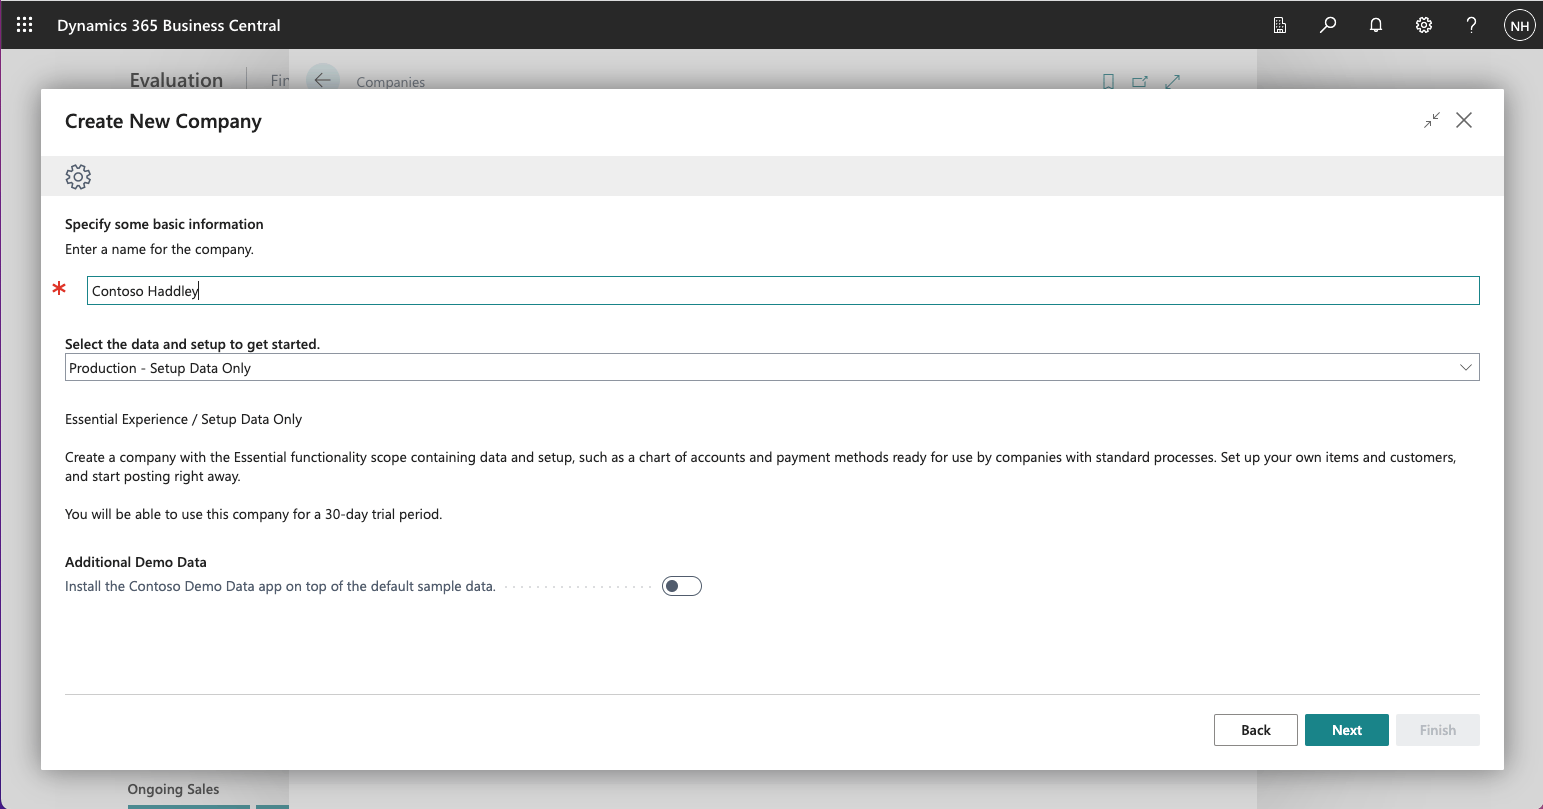 Dynamics 365 Business Central
NH
Evaluation
Fin
Companies
Create New Company
Specify some basic information
Enter a name for the company.
* Contoso Haddley
Select the data and setup to get started.
Production - Setup Data Only
Essential Experience / Setup Data Only
Create a company with the Essential functionality scope containing data and setup, such as a chart of accounts and payment methods ready for use by companies with standard processes. Set up your own items and customers,
and start posting right away.
You will be able to use this company for a 30-day trial period.
Additional Demo Data
Install the Contoso Demo Data app on top of the default sample data.
Back
Next
Finish
Ongoing Sales